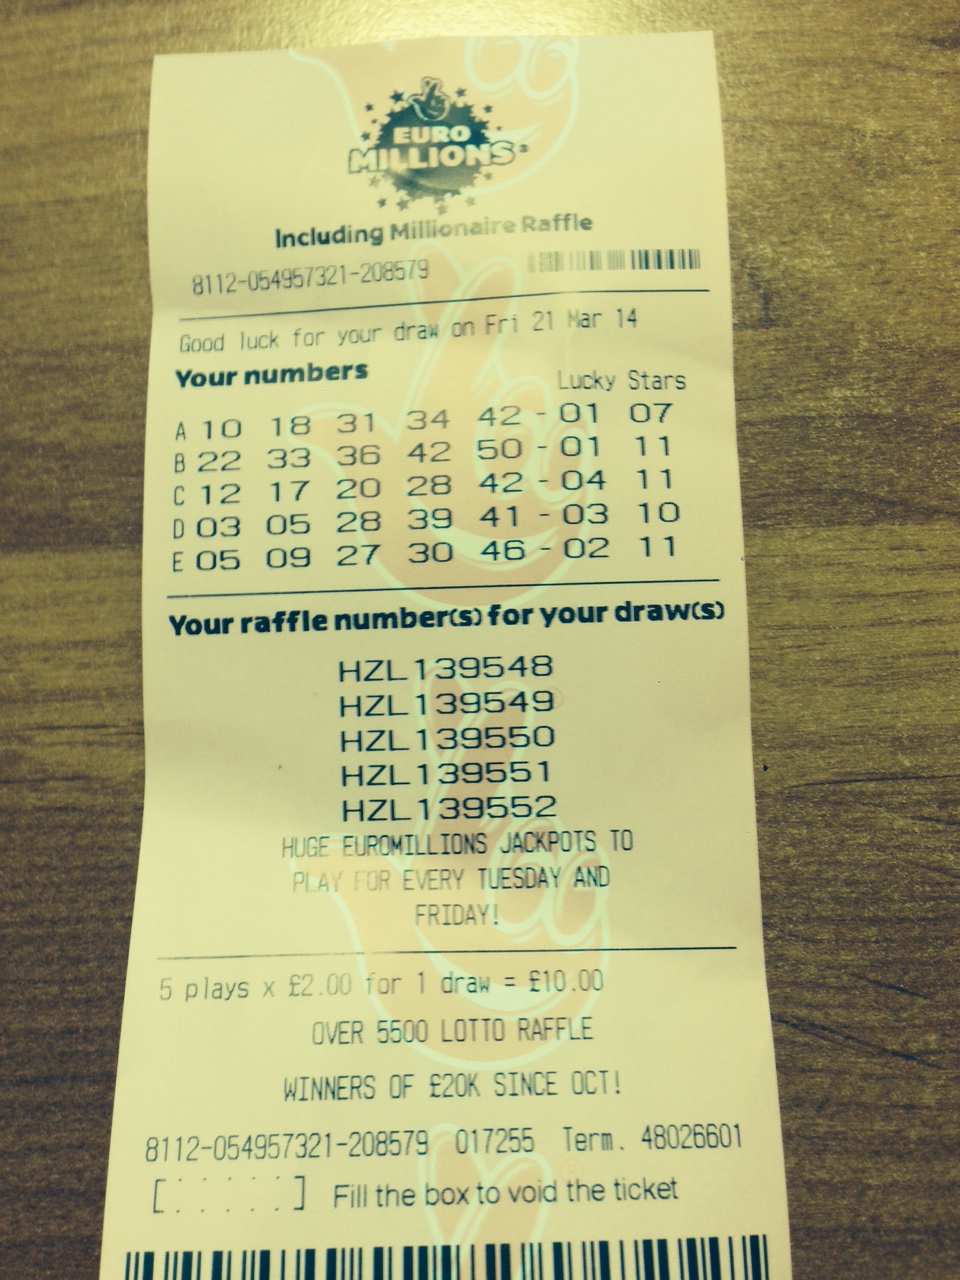 EURO
MILLIONS®
Including Millionaire Raffle
8112-054957321-208579
Good luck for your draw on Fri 21 Mar 14
Your numbers Lucky Stars
A 10 18 31 34 42 - 01 07
B 22 33 36 42 50 - 01 11
C 12 17 20 28 42 - 04 11
D 03 05 28 39 41 - 03 10
E 05 09 27 30 46 - 02 11
Your raffle number(s) for your draw(s)
HZL139548
HZL139549
HZL139550
HZL139551
HZL139552
HUGE EUROMILLIONS JACKPOTS TO
PLAY FOR EVERY TUESDAY AND
FRIDAY!
5 plays x £2.00 for 1 draw = £10.00
OVER 5500 LOTTO RAFFLE
WINNERS OF £20K SINCE OCT!
8112-054957321-208579 017255 Term. 48026601
[. . . . . .] Fill the box to void the ticket